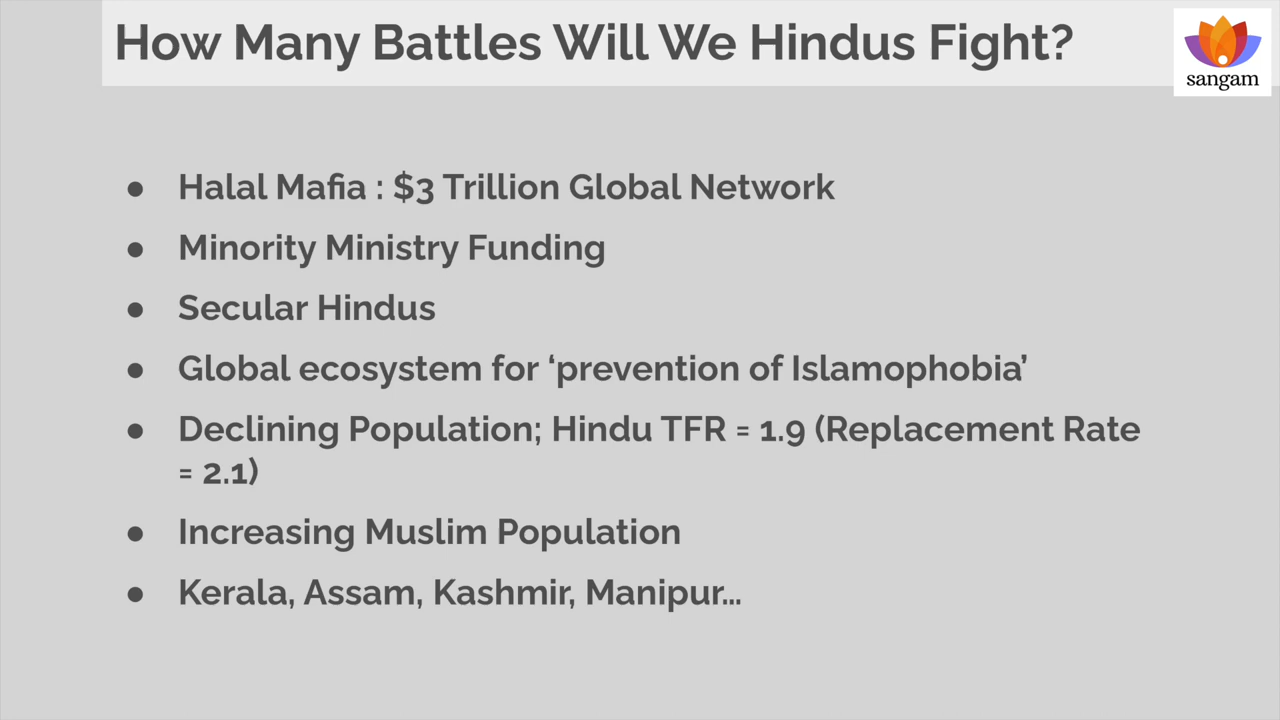 How Many Battles Will We Hindus Fight?
sangam
● Halal Mafia : $3 Trillion Global Network
● Minority Ministry Funding
● Secular Hindus
● Global ecosystem for ‘prevention of Islamophobia’
● Declining Population; Hindu TFR = 1.9 (Replacement Rate
= 2.1)
● Increasing Muslim Population
● Kerala, Assam, Kashmir, Manipur...